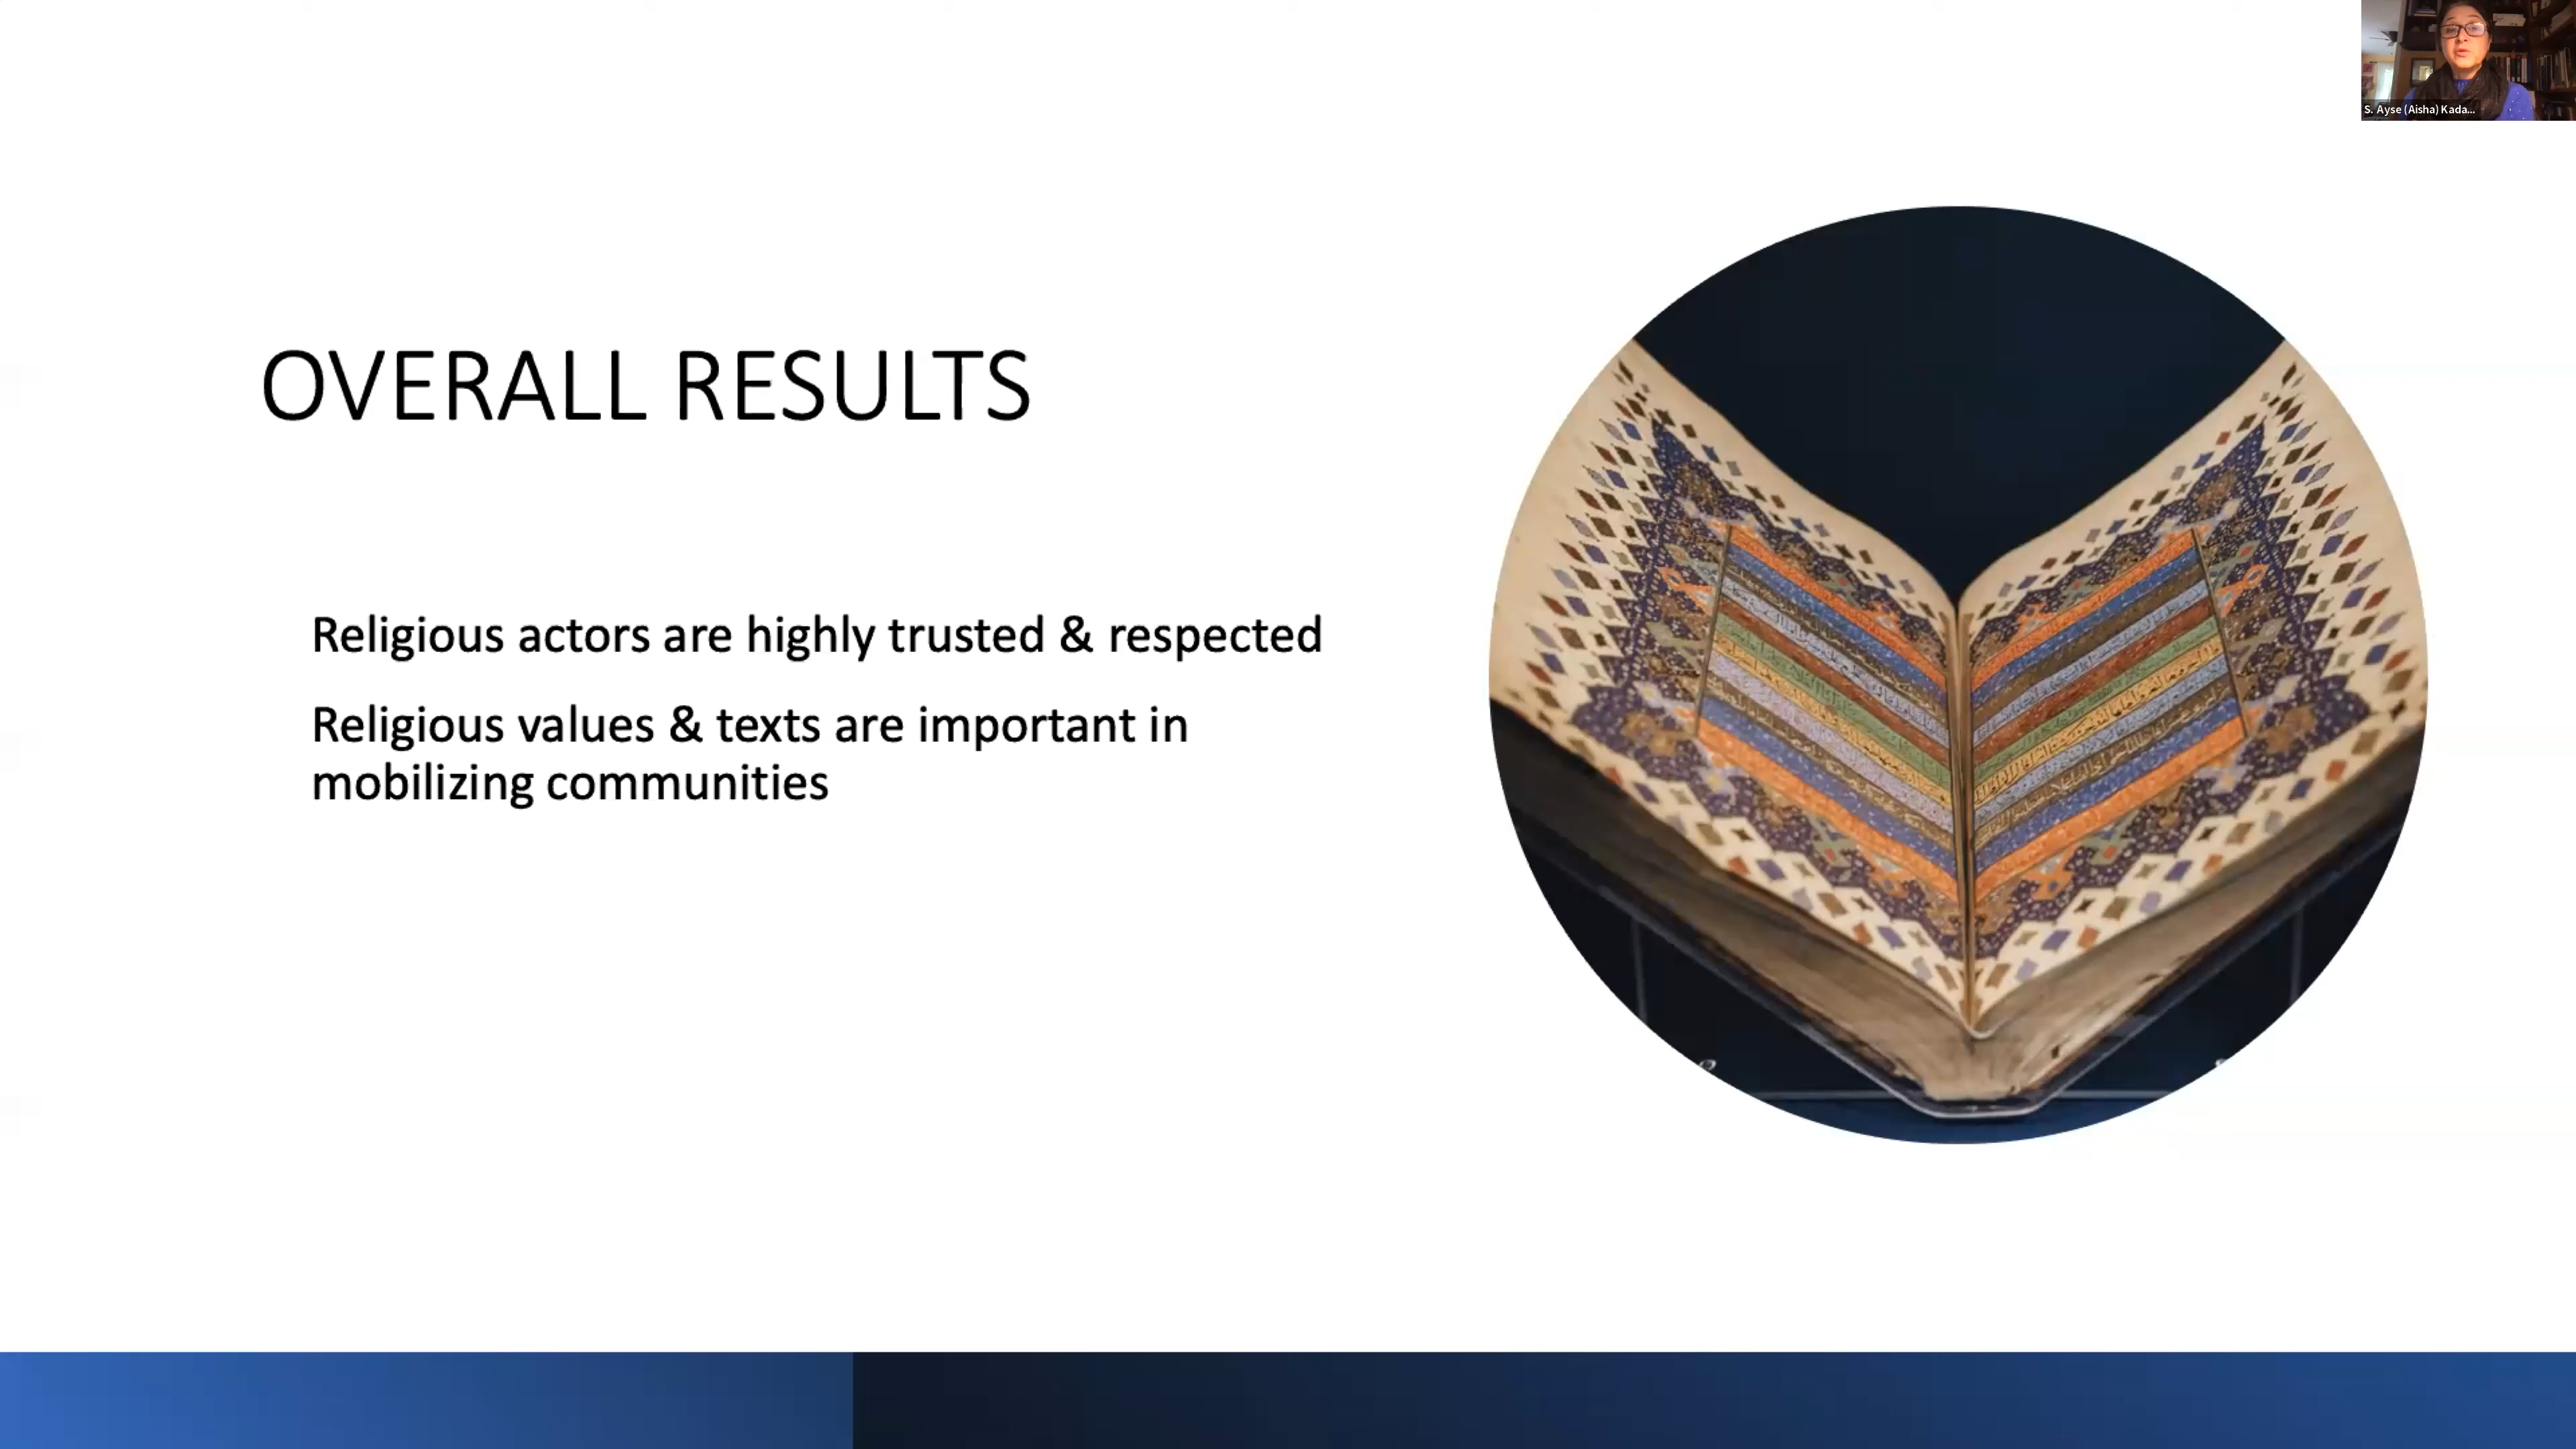 S. Ayse (Aisha) Kada...
OVERALL RESULTS
Religious actors are highly trusted & respected
Religious values & texts are important in
mobilizing communities